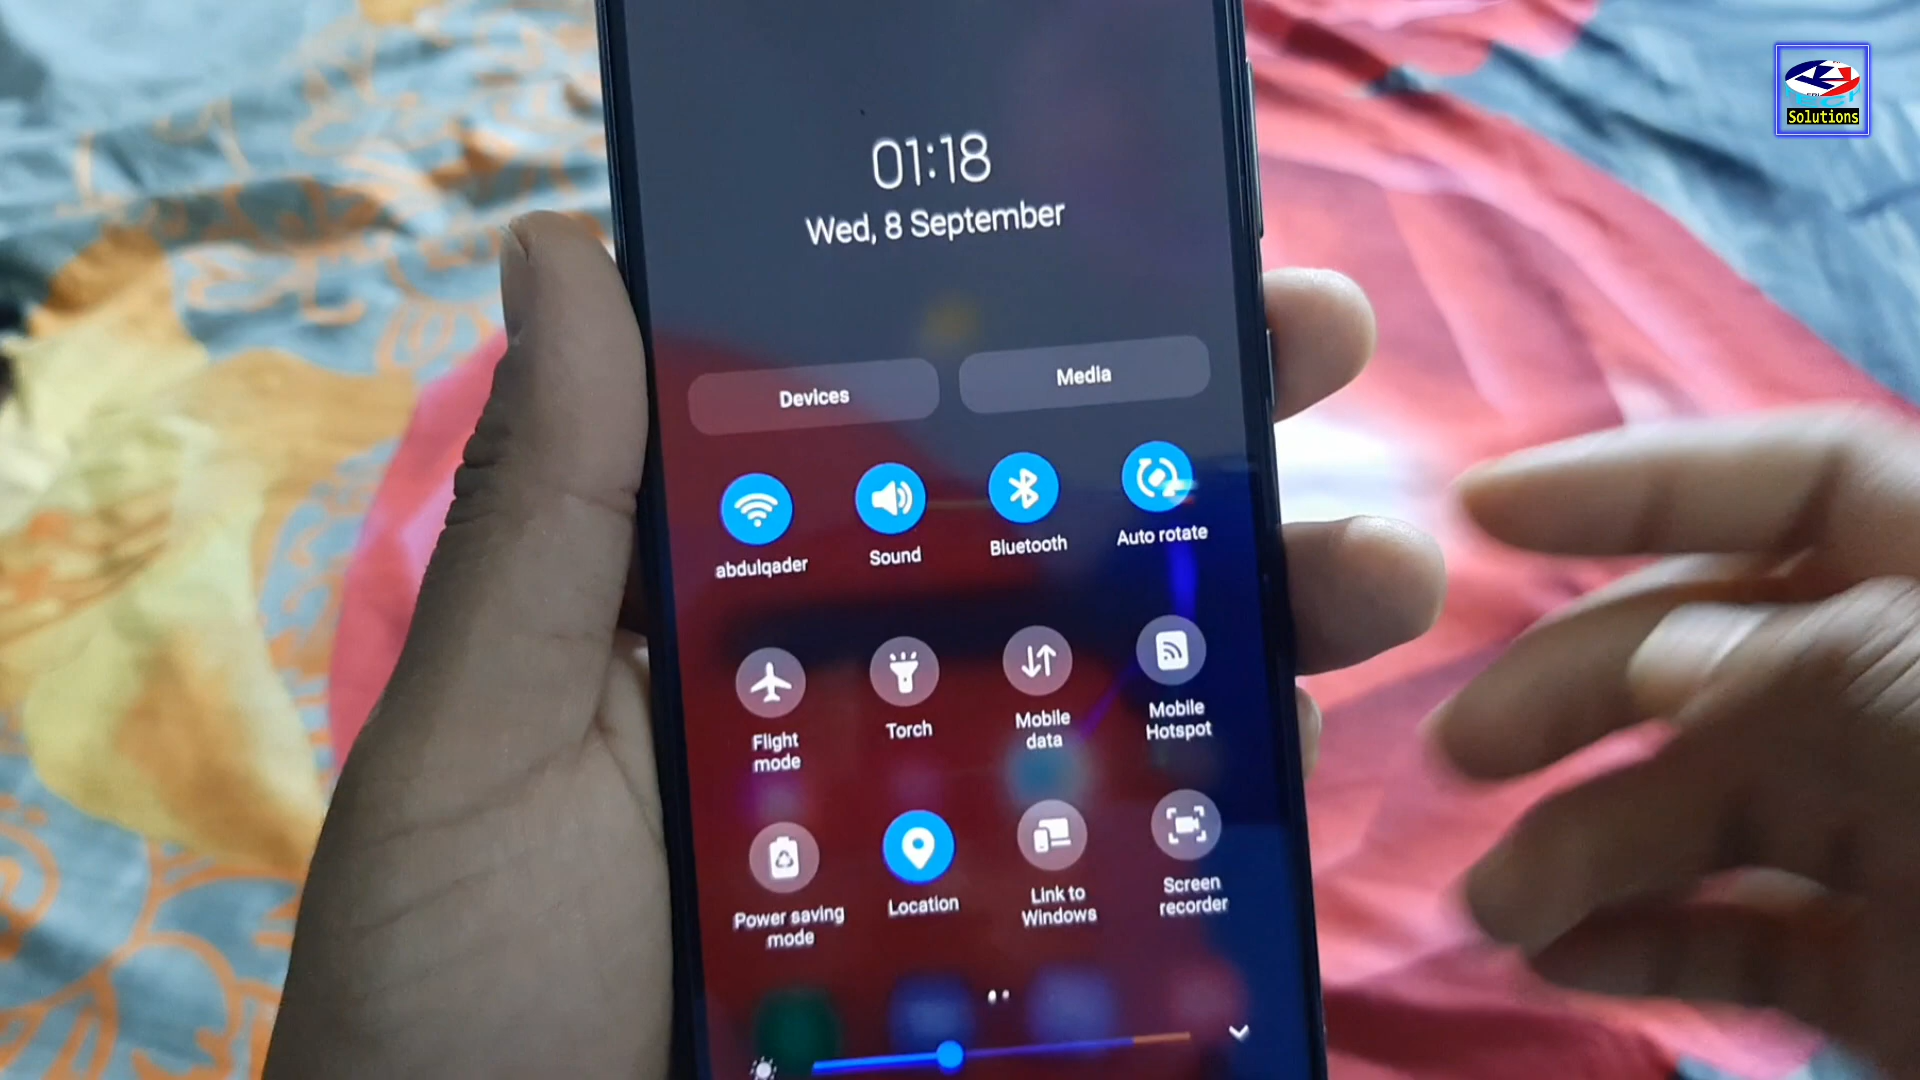 Solutions
01:18
Wed, 8 September
Devices
Media
abdulqader
Sound
Bluetooth
Auto rotate
Flight
mode
Torch
Mobile
data
Mobile
Hotspot
Power saving
mode
Location
Link to
Windows
Screen
recorder